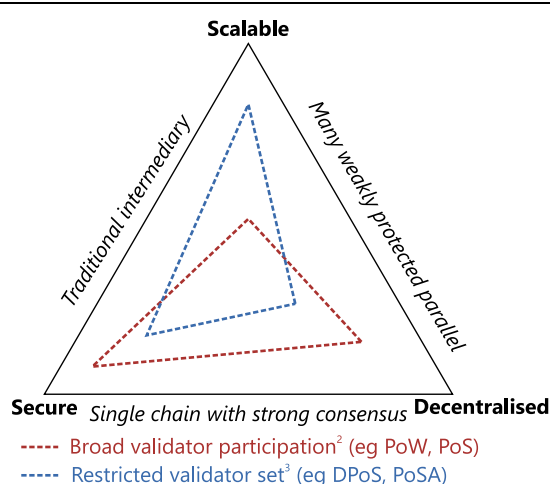 Scalable
Traditional intermediary
Many weakly protected parallel
Secure
Single chain with strong consensus
Decentralised
Broad validator participation² (eg PoW, PoS)
Restricted validator set³ (eg DPoS, PoSA)